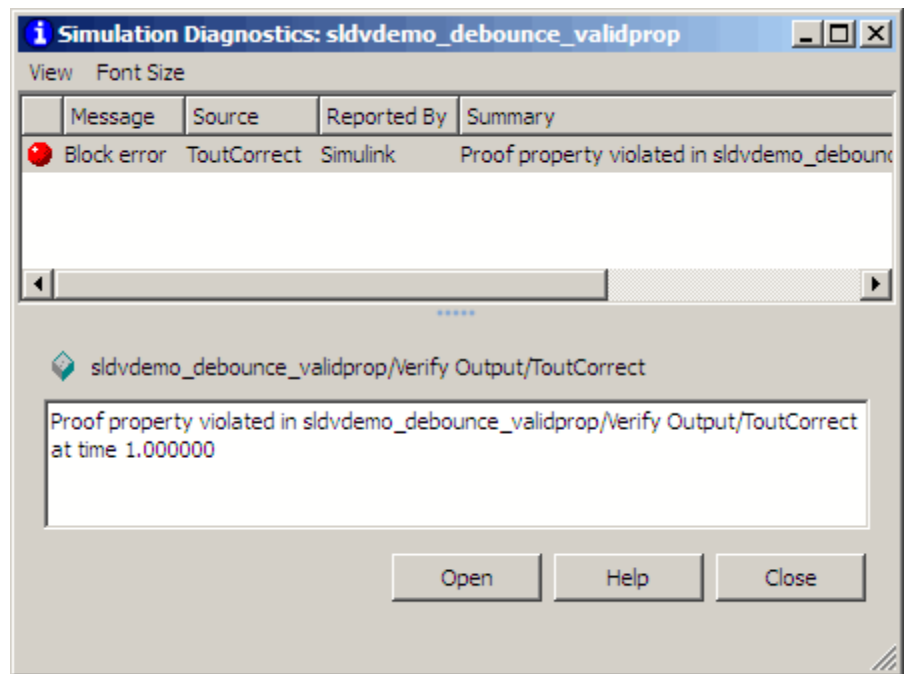 Simulation Diagnostics: sldvdemo_debounce_validprop
View Font Size
Message Source Reported By Summary
Block error ToutCorrect Simulink Proof property violated in sldvdemo_debounc
sldvdemo_debounce_validprop/Verify Output/ToutCorrect
Proof property violated in sldvdemo_debounce_validprop/Verify Output/ToutCorrect
at time 1.000000
Open Help Close